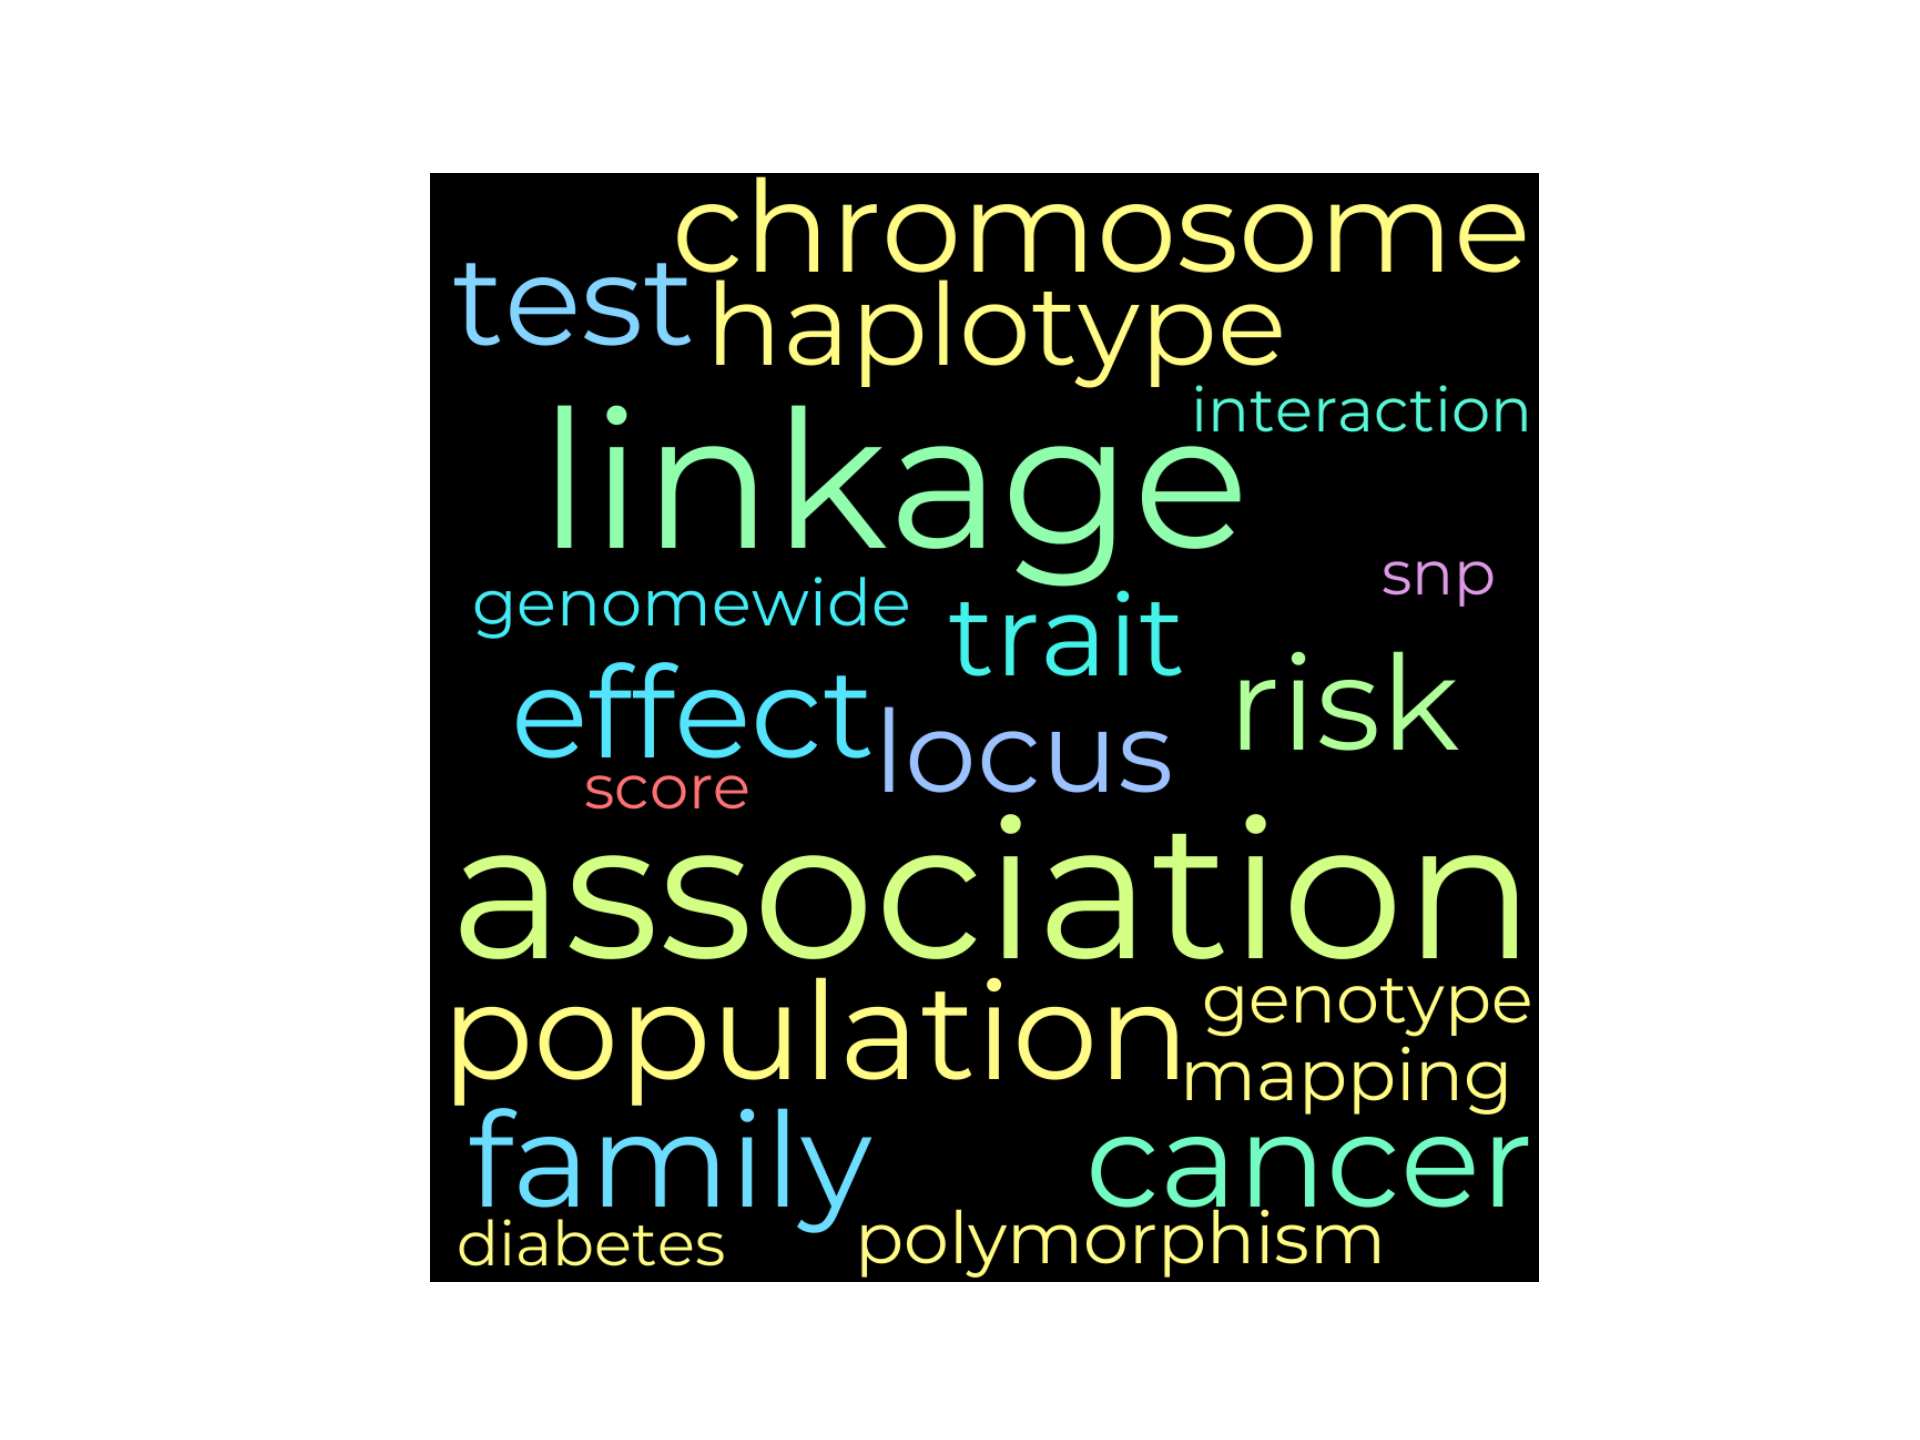 chromosome
test
haplotype
interaction
linkage
snp
genomewide
trait
risk
effect
locus
score
association
population
genotype
mapping
family
cancer
diabetes
polymorphism